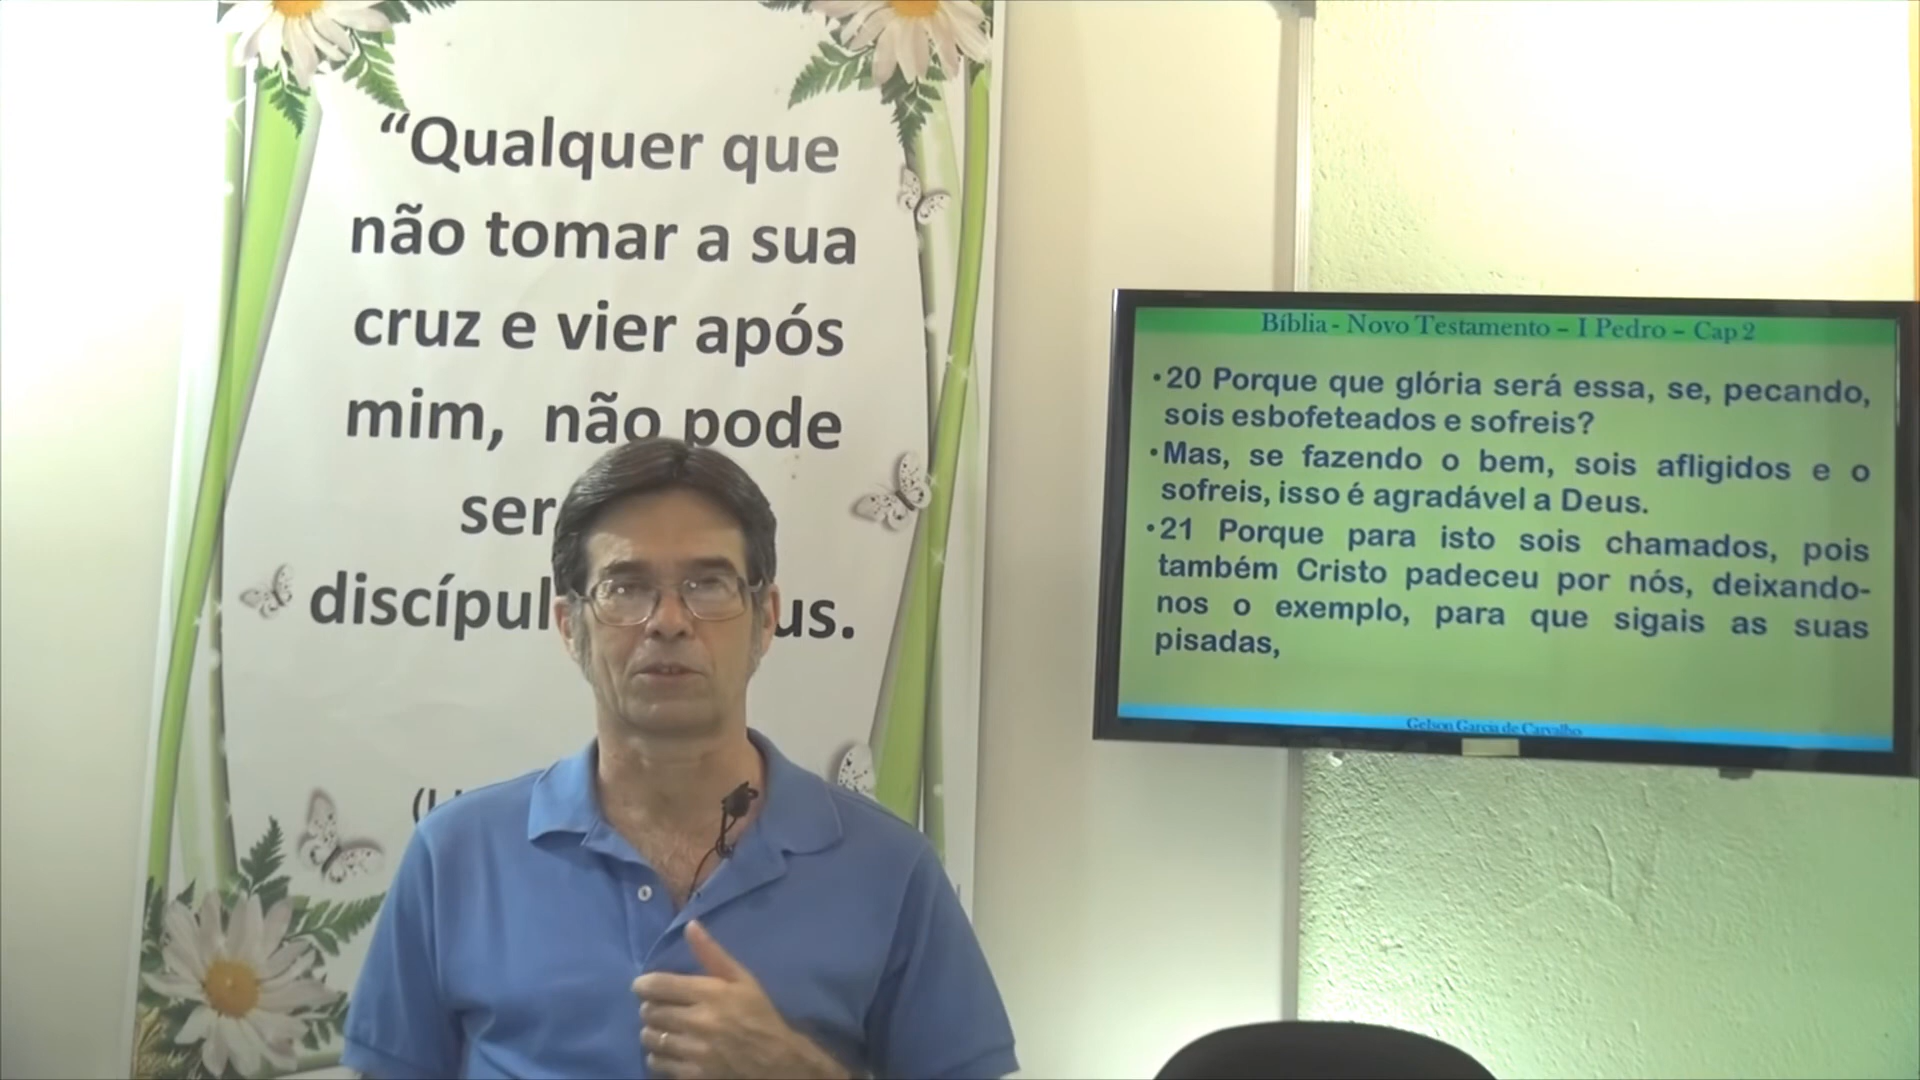 “Qualquer que
não tomar a sua
cruz e vier após
mim, não pode
ser
Bíblia - Novo Testamento – I Pedro – Cap 2
•20 Porque que glória será essa, se, pecando,
sois esbofeteados e sofreis?
•Mas, se fazendo o bem, sois afligidos e o
sofreis, isso é agradável a Deus.
•21 Porque para isto sois chamados, pois
também Cristo padeceu por nós, deixando-
nos o exemplo, para que sigais as suas
pisadas,
Gelson Garcia de Carvalho